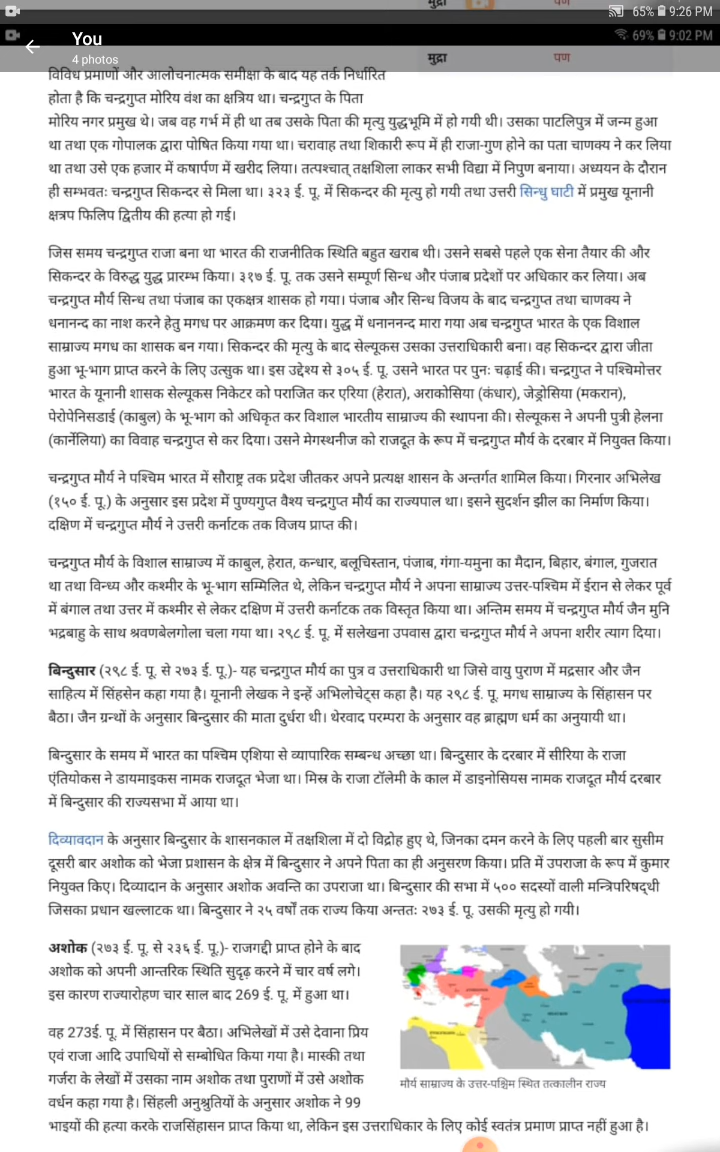 65% 9:26 PM
69% 9:02 PM
You
4 photos
मुद्रा पण
विविध प्रमाणों और आलोचनात्मक समीक्षा के बाद यह तर्क निर्धारित
होता है कि चन्द्रगुप्त मोरिय वंश का क्षत्रिय था। चन्द्रगुप्त के पिता
मोरिय नगर प्रमुख थे। जब वह गर्भ में ही था तब उसके पिता की मृत्यु युद्धभूमि में हो गयी थी। उसका पाटलिपुत्र में जन्म हुआ
था तथा एक गोपालक द्वारा पोषित किया गया था। चरावाह तथा शिकारी रूप में ही राजा-गुण होने का पता चाणक्य ने कर लिया
था तथा उसे एक हजार में कषार्पण में खरीद लिया। तत्पश्चात् तक्षशिला लाकर सभी विद्या में निपुण बनाया। अध्ययन के दौरान
ही सम्भवतः चन्द्रगुप्त सिकन्दर से मिला था। ३२३ ई. पू. में सिकन्दर की मृत्यु हो गयी तथा उत्तरी सिन्धु घाटी में प्रमुख यूनानी
क्षत्रप फिलिप द्वितीय की हत्या हो गई।
जिस समय चन्द्रगुप्त राजा बना था भारत की राजनीतिक स्थिति बहुत खराब थी। उसने सबसे पहले एक सेना तैयार की और
सिकन्दर के विरुद्ध युद्ध प्रारम्भ किया। ३१७ ई. पू. तक उसने सम्पूर्ण सिन्ध और पंजाब प्रदेशों पर अधिकार कर लिया। अब
चन्द्रगुप्त मौर्य सिन्ध तथा पंजाब का एकक्षत्र शासक हो गया। पंजाब और सिन्ध विजय के बाद चन्द्रगुप्त तथा चाणक्य ने
धनानन्द का नाश करने हेतु मगध पर आक्रमण कर दिया। युद्ध में धनाननन्द मारा गया अब चन्द्रगुप्त भारत के एक विशाल
साम्राज्य मगध का शासक बन गया। सिकन्दर की मृत्यु के बाद सेल्यूकस उसका उत्तराधिकारी बना। वह सिकन्दर द्वारा जीता
हुआ भू-भाग प्राप्त करने के लिए उत्सुक था। इस उद्देश्य से ३०५ ई. पू. उसने भारत पर पुनः चढ़ाई की। चन्द्रगुप्त ने पश्‍चिमोत्तर
भारत के यूनानी शासक सेल्यूकस निकेटर को पराजित कर एरिया (हेरात), अराकोसिया (कंधार), जेड्रोसिया (मकरान),
पेरोपेनिसडाई (काबुल) के भू-भाग को अधिकृत कर विशाल भारतीय साम्राज्य की स्थापना की। सेल्यूकस ने अपनी पुत्री हेलना
(कार्नेलिया) का विवाह चन्द्रगुप्त से कर दिया। उसने मेगस्थनीज को राजदूत के रूप में चन्द्रगुप्त मौर्य के दरबार में नियुक्‍त किया।
चन्द्रगुप्त मौर्य ने पश्‍चिम भारत में सौराष्ट्र तक प्रदेश जीतकर अपने प्रत्यक्ष शासन के अन्तर्गत शामिल किया। गिरनार अभिलेख
(१५० ई. पू.) के अनुसार इस प्रदेश में पुण्यगुप्त वैश्य चन्द्रगुप्त मौर्य का राज्यपाल था। इसने सुदर्शन झील का निर्माण किया।
दक्षिण में चन्द्रगुप्त मौर्य ने उत्तरी कर्नाटक तक विजय प्राप्त की।
चन्द्रगुप्त मौर्य के विशाल साम्राज्य में काबुल, हेरात, कन्धार, बलूचिस्तान, पंजाब, गंगा-यमुना का मैदान, बिहार, बंगाल, गुजरात
था तथा विन्ध्य और कश्मीर के भू-भाग सम्मिलित थे, लेकिन चन्द्रगुप्त मौर्य ने अपना साम्राज्य उत्तर-पश्‍चिम में ईरान से लेकर पूर्व
में बंगाल तथा उत्तर में कश्मीर से लेकर दक्षिण में उत्तरी कर्नाटक तक विस्तृत किया था। अन्तिम समय में चन्द्रगुप्त मौर्य जैन मुनि
भद्रबाहु के साथ श्रवणबेलगोला चला गया था। २९८ ई. पू. में सलेखना उपवास द्वारा चन्द्रगुप्त मौर्य ने अपना शरीर त्याग दिया।
बिन्दुसार (२९८ ई. पू. से २७३ ई. पू.)- यह चन्द्रगुप्त मौर्य का पुत्र व उत्तराधिकारी था जिसे वायु पुराण में मद्रसार और जैन
साहित्य में सिंहसेन कहा गया है। यूनानी लेखक ने इन्हें अभिलोचेट्‍स कहा है। यह २९८ ई. पू. मगध साम्राज्य के सिंहासन पर
बैठा। जैन ग्रन्थों के अनुसार बिन्दुसार की माता दुर्धरा थी। थेरवाद परम्परा के अनुसार वह ब्राह्मण धर्म का अनुयायी था।
बिन्दुसार के समय में भारत का पश्‍चिम एशिया से व्यापारिक सम्बन्ध अच्छा था। बिन्दुसार के दरबार में सीरिया के राजा
एंतियोकस ने डायमाइकस नामक राजदूत भेजा था। मिस्र के राजा टॉलेमी के काल में डाइनोसियस नामक राजदूत मौर्य दरबार
में बिन्दुसार की राज्यसभा में आया था।
दिव्यावदान के अनुसार बिन्दुसार के शासनकाल में तक्षशिला में दो विद्रोह हुए थे, जिनका दमन करने के लिए पहली बार सुसीम
दूसरी बार अशोक को भेजा प्रशासन के क्षेत्र में बिन्दुसार ने अपने पिता का ही अनुसरण किया। प्रति में उपराजा के रूप में कुमार
नियुक्‍त किए। दिव्यादान के अनुसार अशोक अवन्ति का उपराजा था। बिन्दुसार की सभा में ५०० सदस्यों वाली मन्त्रिपरिषद्‍थी
जिसका प्रधान खल्लाटक था। बिन्दुसार ने २५ वर्षों तक राज्य किया अन्ततः २७३ ई. पू. उसकी मृत्यु हो गयी।
अशोक (२७३ ई. पू. से २३६ ई. पू.)- राजगद्दी प्राप्त होने के बाद
अशोक को अपनी आन्तरिक स्थिति सुदृढ़ करने में चार वर्ष लगे।
इस कारण राज्यारोहण चार साल बाद 269 ई. पू. में हुआ था।
वह 273ई. पू. में सिंहासन पर बैठा। अभिलेखों में उसे देवाना प्रिय
एवं राजा आदि उपाधियों से सम्बोधित किया गया है। मास्की तथा
गर्जरा के लेखों में उसका नाम अशोक तथा पुराणों में उसे अशोक
वर्धन कहा गया है। सिंहली अनुश्रुतियों के अनुसार अशोक ने 99
मौर्य साम्राज्य के उत्तर-पश्चिम स्थित तत्कालीन राज्य
भाइयों की हत्या करके राजसिंहासन प्राप्त किया था, लेकिन इस उत्तराधिकार के लिए कोई स्वतंत्र प्रमाण प्राप्त नहीं हुआ है।